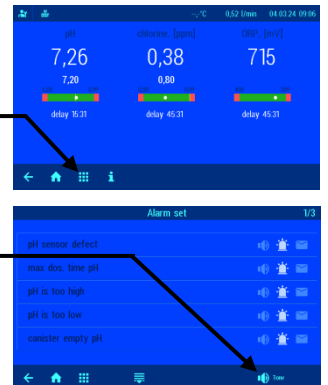 --,-°C 0,52 l/min 04.03.24 09:06
pH chlorine, [ppm] ORP, [mV]
7,26 0,38 715
7,20 0,80
delay 15:31 delay 45:31 delay 45:31
Alarm set 1/3
pH sensor defect
max dos. time pH
pH is too high
pH is too low
canister empty pH
Tone